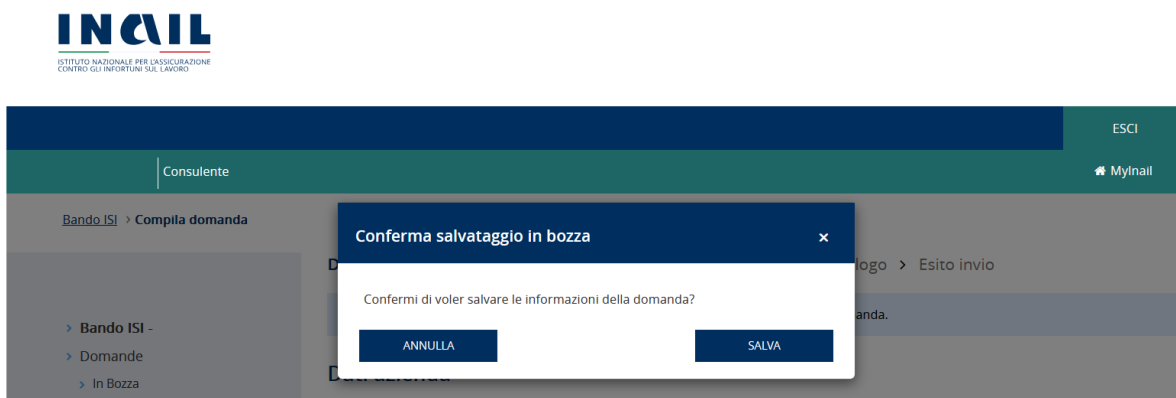 INAIL
ISTITUTO NAZIONALE PER L'ASSICURAZIONE
CONTRO GLI INFORTUNI SUL LAVORO
ESCI
Consulente
MyInail
Bando ISI > Compila domanda
Conferma salvataggio in bozza ×
Esito invio
Confermi di voler salvare le informazioni della domanda?
Bando ISI -
ANNULLA SALVA
Domande
In Bozza